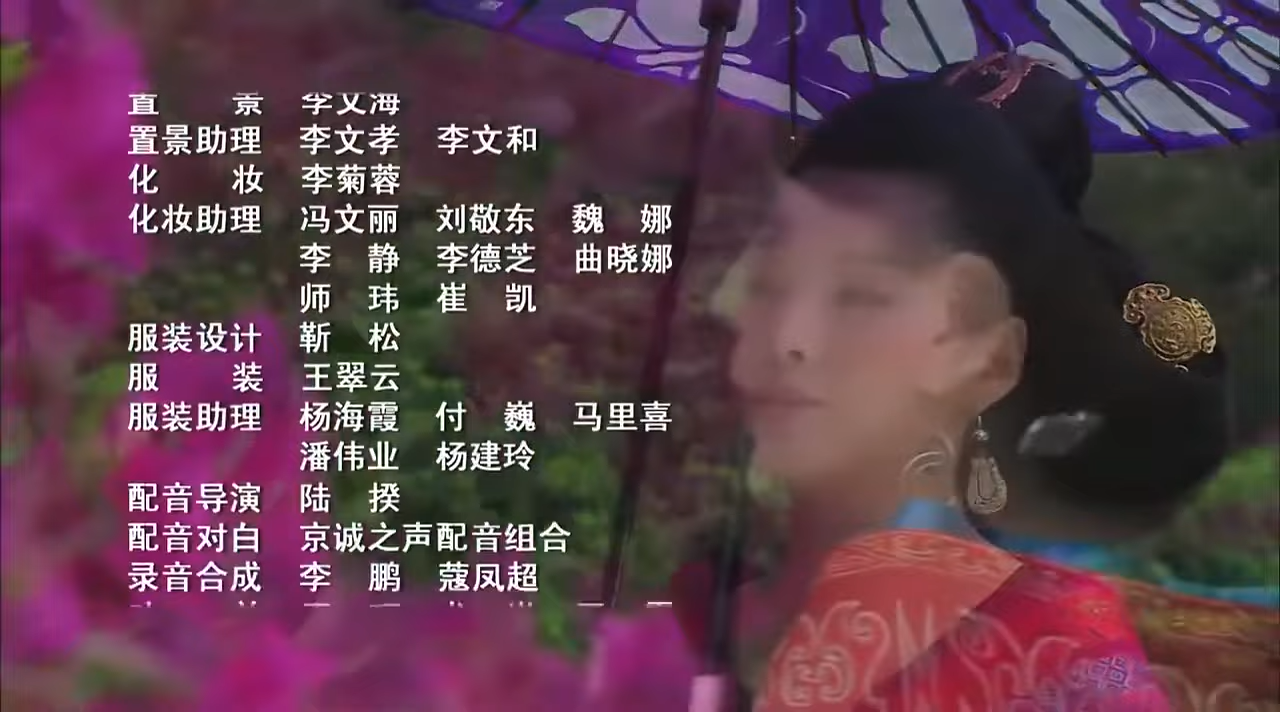 置 景 李文海
置景助理 李文孝 李文和
化 妆 李菊蓉
化妆助理 冯文丽 刘敬东 魏 娜
李 静 李德芝 曲晓娜
师 玮 崔 凯
服装设计 靳 松
服 装 王翠云
服装助理 杨海霞 付 巍 马里喜
潘伟业 杨建玲
配音导演 陆 揆
配音对白 京诚之声配音组合
录音合成 李 鹏 蔻凤超